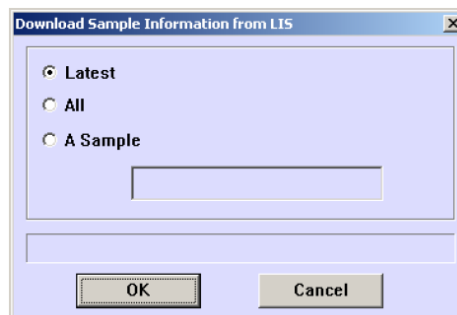 Download Sample Information from LIS
Latest
All
A Sample
OK
Cancel